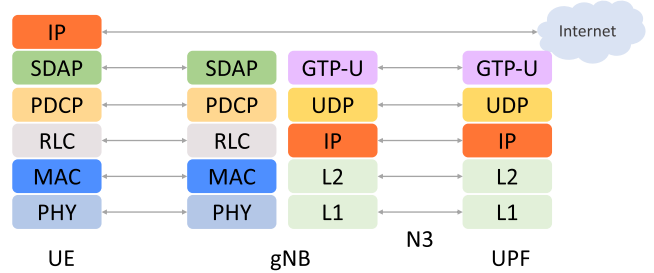 IP Internet
SDAP SDAP GTP-U GTP-U
PDCP PDCP UDP UDP
RLC RLC IP IP
MAC MAC L2 L2
PHY PHY L1 L1
N3
UE gNB UPF